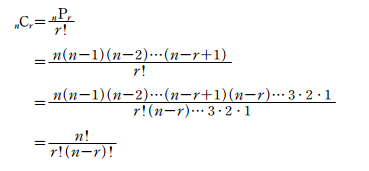 ₙCᵣ = ₙPᵣ / r!
= n(n−1)(n−2)⋯(n−r+1) / r!
= n(n−1)(n−2)⋯(n−r+1)(n−r)⋯3·2·1 / r!(n−r)⋯3·2·1
= n! / r!(n−r)!